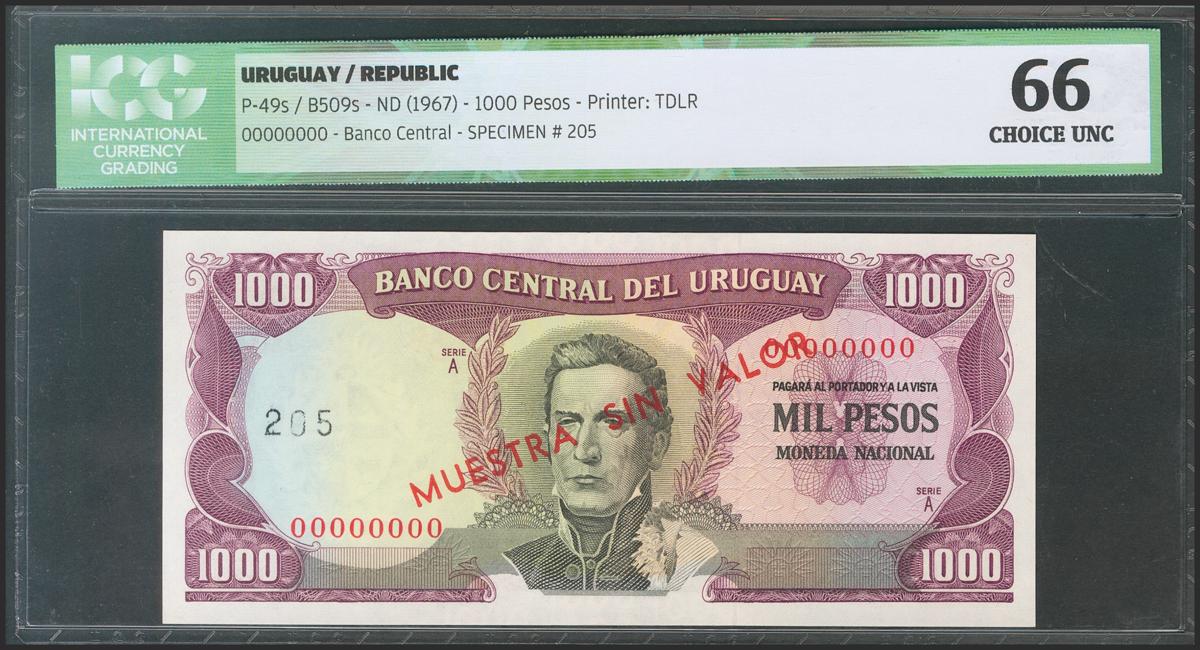 ICG
INTERNATIONAL
CURRENCY
GRADING
URUGUAY / REPUBLIC
P-49s / B509s - ND (1967) - 1000 Pesos - Printer: TDLR
00000000 - Banco Central - SPECIMEN # 205
66
CHOICE UNC
1000
BANCO CENTRAL DEL URUGUAY
1000
SERIE
A
00000000
PAGARÁ AL PORTADOR Y A LA VISTA
MIL PESOS
MONEDA NACIONAL
205
MUESTRA SIN VALOR
SERIE
A
00000000
1000
1000